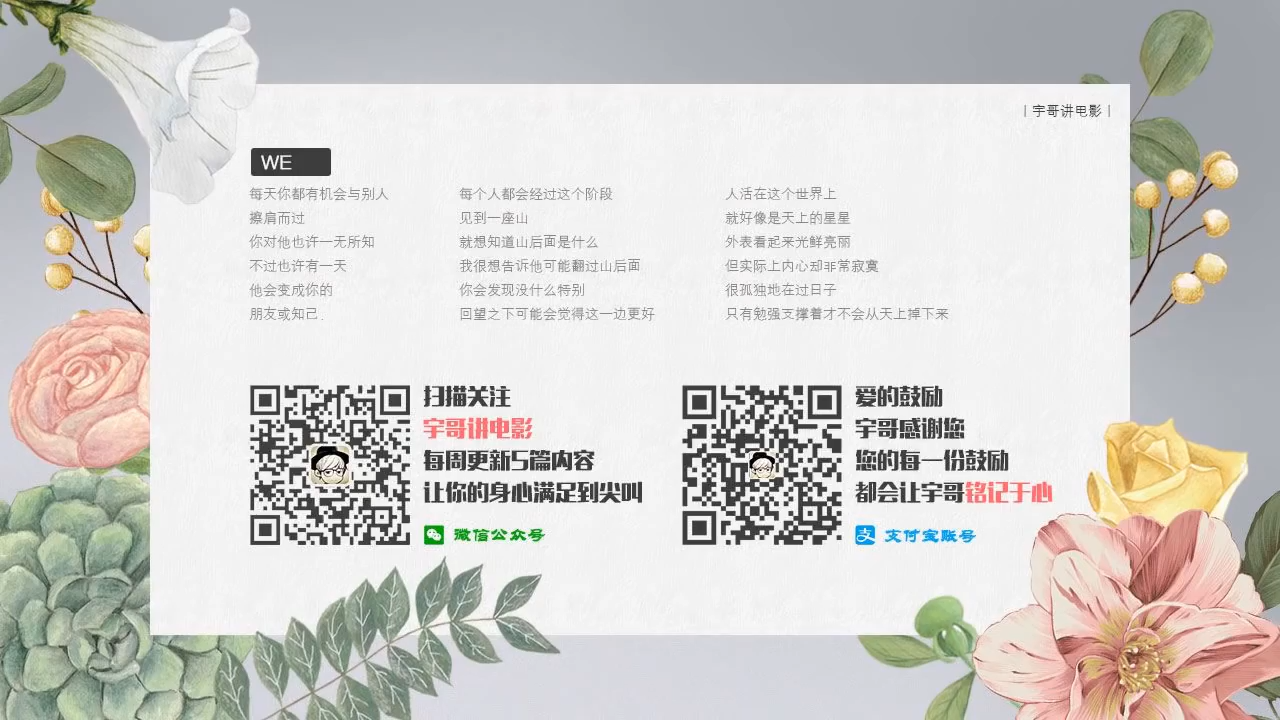 | 宇哥讲电影 |
WE
每天你都有机会与别人
擦肩而过
你对他也许一无所知
不过也许有一天
他会变成你的
朋友或知己.
每个人都会经过这个阶段
见到一座山
就想知道山后面是什么
我很想告诉他可能翻过山后面
你会发现没什么特别
回望之下可能会觉得这一边更好
人活在这个世界上
就好像是天上的星星
外表看起来光鲜亮丽
但实际上内心却非常寂寞
很孤独地在过日子
只有勉强支撑着才不会从天上掉下来
扫描关注
宇哥讲电影
每周更新5篇内容
让你的身心满足到尖叫
微信公众号
爱的鼓励
宇哥感谢您
您的每一份鼓励
都会让宇哥铭记于心
支 支付宝账号